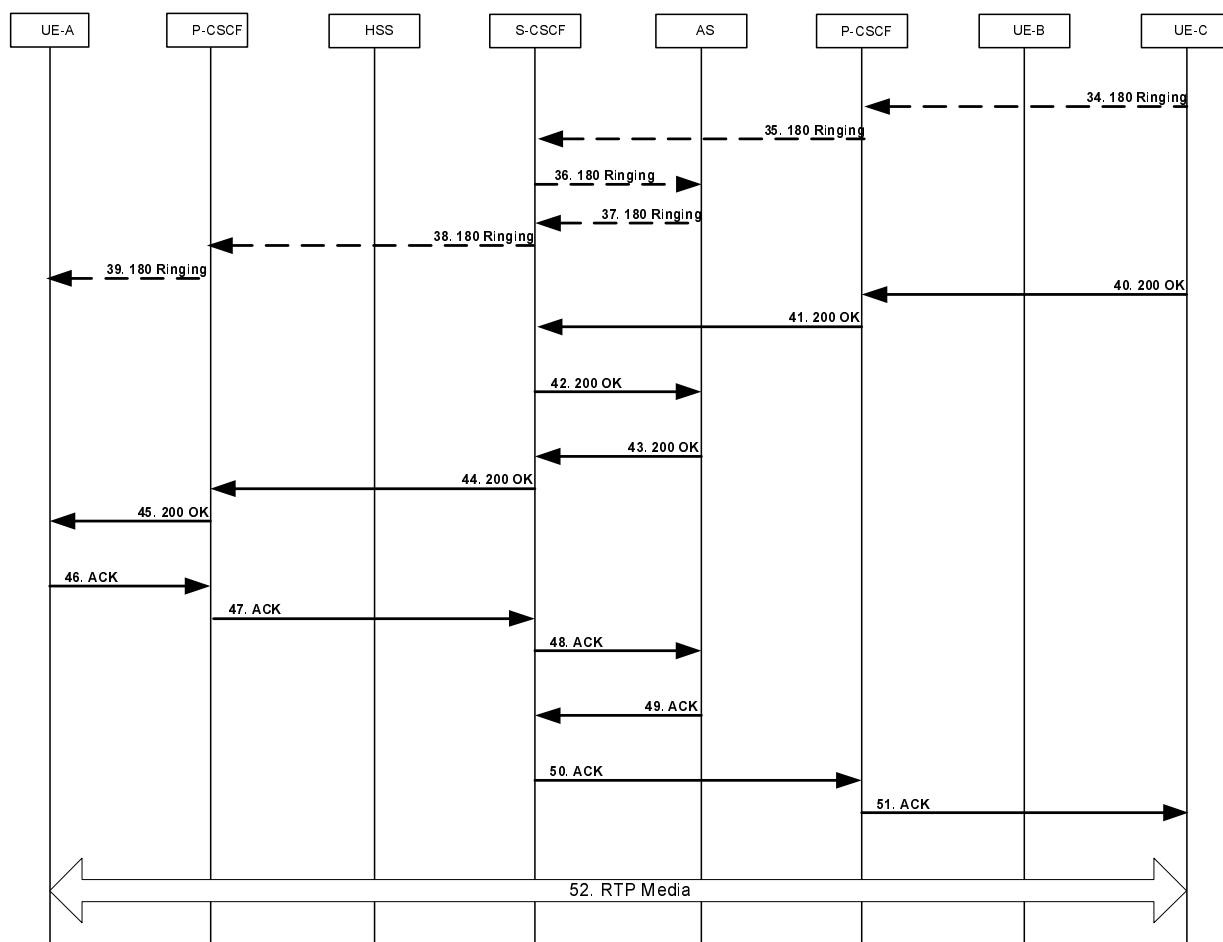 UE-A
P-CSCF
HSS
S-CSCF
AS
P-CSCF
UE-B
UE-C
34. 180 Ringing
35. 180 Ringing
36. 180 Ringing
37. 180 Ringing
38. 180 Ringing
39. 180 Ringing
40. 200 OK
41. 200 OK
42. 200 OK
43. 200 OK
44. 200 OK
45. 200 OK
46. ACK
47. ACK
48. ACK
49. ACK
50. ACK
51. ACK
52. RTP Media